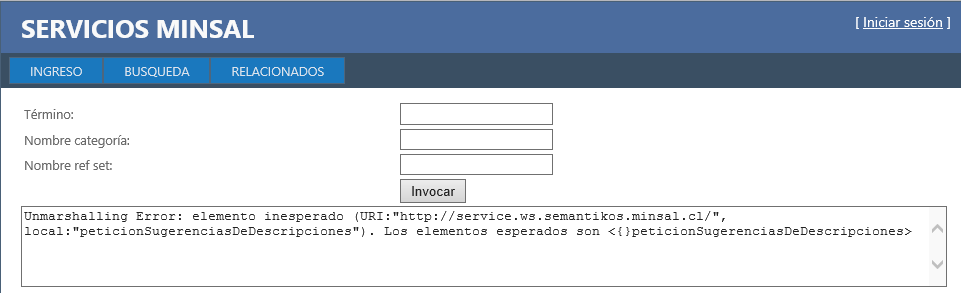 SERVICIOS MINSAL
[ Iniciar sesión ]
INGRESO BUSQUEDA RELACIONADOS
Término:
Nombre categoría:
Nombre ref set:
Invocar
Unmarshalling Error: elemento inesperado (URI:"http://service.ws.semantikos.minsal.cl/",
local:"peticionSugerenciasDeDescripciones"). Los elementos esperados son <{}peticionSugerenciasDeDescripciones>